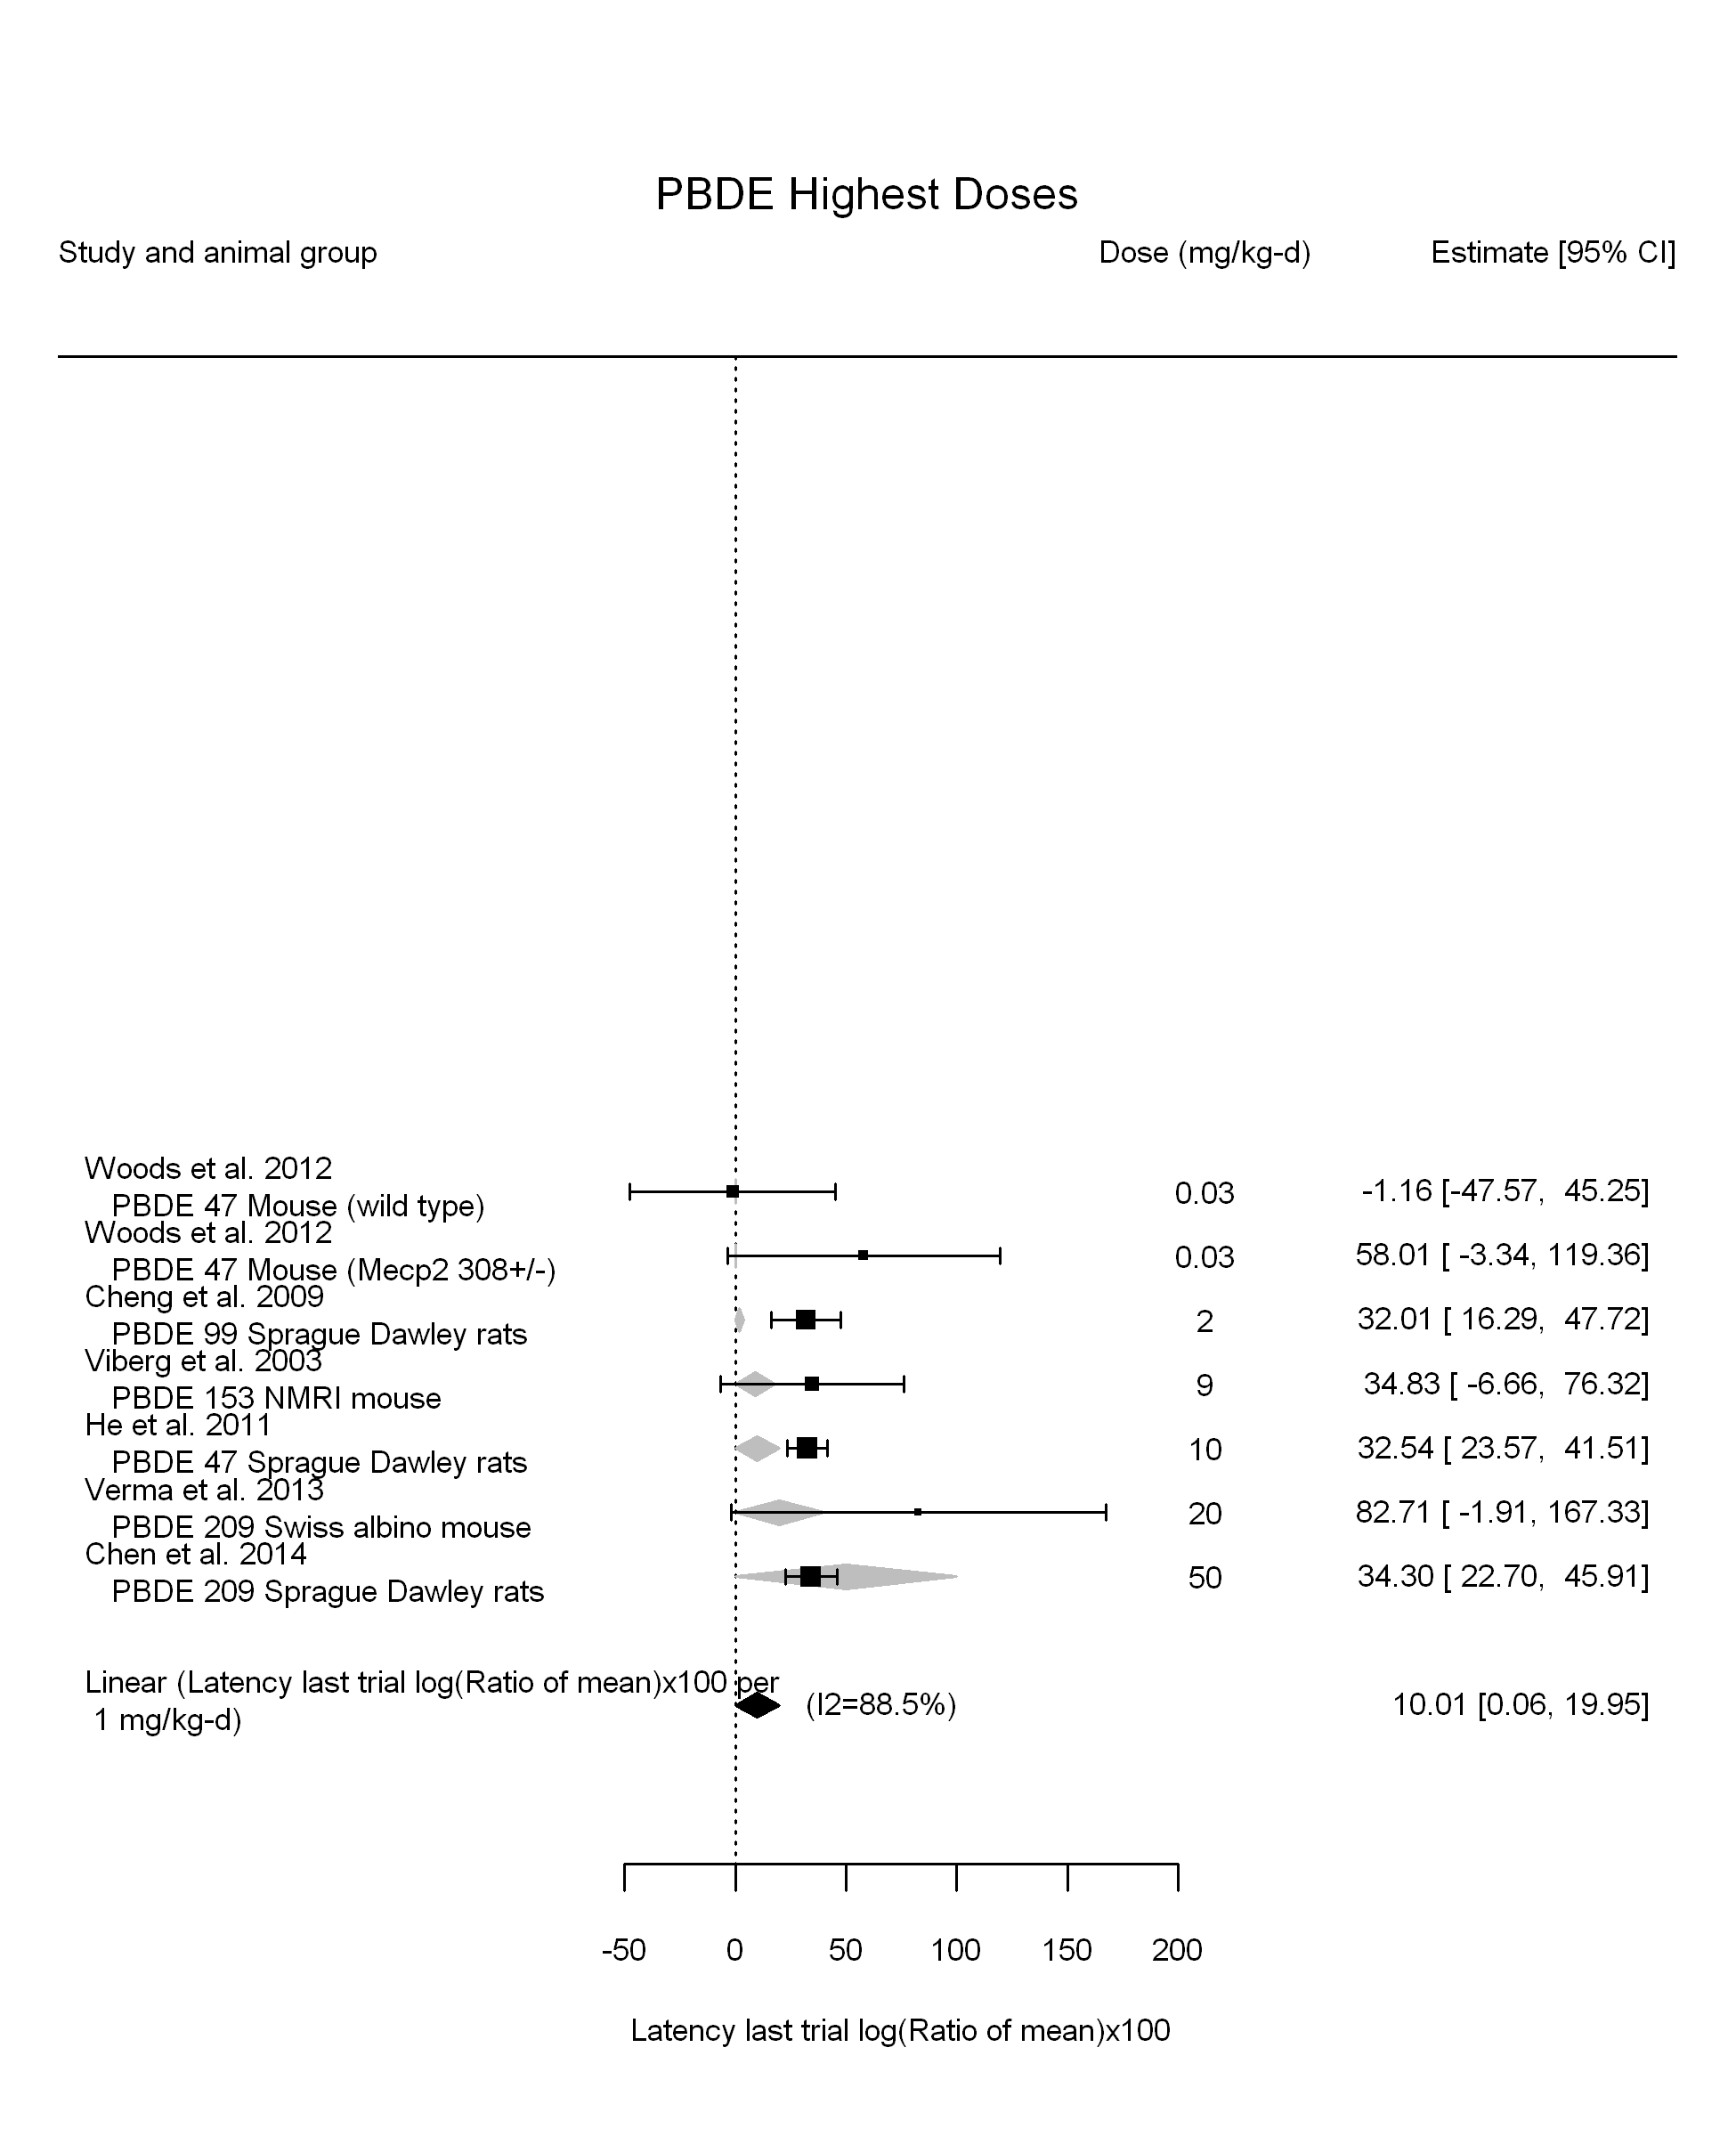 PBDE Highest Doses
Study and animal group Dose (mg/kg-d) Estimate [95% CI]
Woods et al. 2012
PBDE 47 Mouse (wild type) 0.03 -1.16 [-47.57, 45.25]
Woods et al. 2012
PBDE 47 Mouse (Mecp2 308+/-) 0.03 58.01 [ -3.34, 119.36]
Cheng et al. 2009
PBDE 99 Sprague Dawley rats 2 32.01 [ 16.29, 47.72]
Viberg et al. 2003
PBDE 153 NMRI mouse 9 34.83 [ -6.66, 76.32]
He et al. 2011
PBDE 47 Sprague Dawley rats 10 32.54 [ 23.57, 41.51]
Verma et al. 2013
PBDE 209 Swiss albino mouse 20 82.71 [ -1.91, 167.33]
Chen et al. 2014
PBDE 209 Sprague Dawley rats 50 34.30 [ 22.70, 45.91]
Linear (Latency last trial log(Ratio of mean)x100 per
1 mg/kg-d) (I2=88.5%) 10.01 [0.06, 19.95]
-50 0 50 100 150 200
Latency last trial log(Ratio of mean)x100